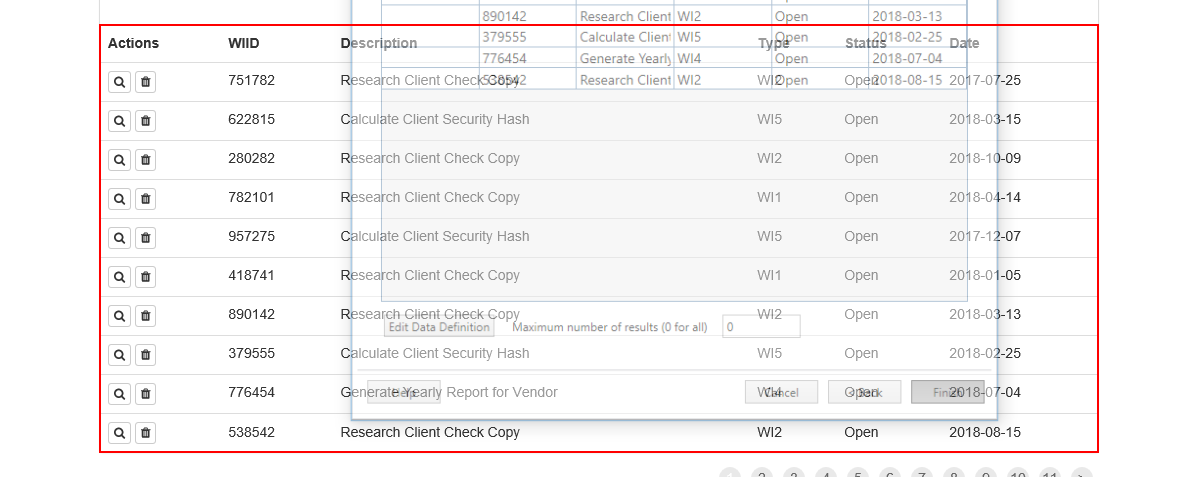 890142 Research Client WI2 Open 2018-03-13
379555 Calculate Client WI5 Open 2018-02-25
Actions WIID Description Type Status Date
776454 Generate Yearly WI4 Open 2018-07-04
538542 Research Client WI2 Open 2018-08-15
751782 Research Client Check Copy WI2 Open 2017-07-25
622815 Calculate Client Security Hash WI5 Open 2018-03-15
280282 Research Client Check Copy WI2 Open 2018-10-09
782101 Research Client Check Copy WI1 Open 2018-04-14
957275 Calculate Client Security Hash WI5 Open 2017-12-07
418741 Research Client Check Copy WI1 Open 2018-01-05
890142 Research Client Check Copy WI2 Open 2018-03-13
Edit Data Definition Maximum number of results (0 for all) 0
379555 Calculate Client Security Hash WI5 Open 2018-02-25
776454 Generate Yearly Report for Vendor WI4 Open 2018-07-04
Help Cancel < Back Finish
538542 Research Client Check Copy WI2 Open 2018-08-15
1 2 3 4 5 6 7 8 9 10 11 >